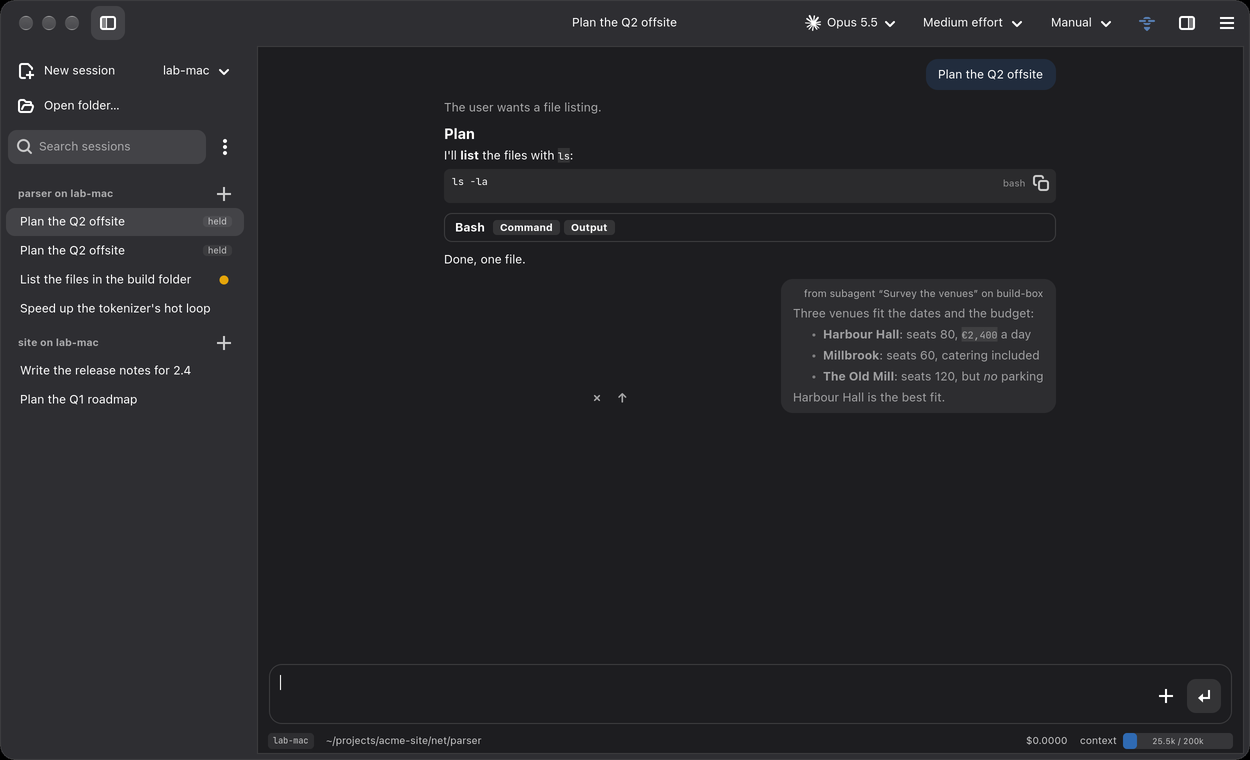 Plan the Q2 offsite
Opus 5.5
Medium effort
Manual
New session
lab-mac
Open folder...
Search sessions
parser on lab-mac
Plan the Q2 offsite held
Plan the Q2 offsite held
List the files in the build folder
Speed up the tokenizer's hot loop
site on lab-mac
Write the release notes for 2.4
Plan the Q1 roadmap
Plan the Q2 offsite
The user wants a file listing.
Plan
I'll list the files with ls:
ls -la
bash
Bash Command Output
Done, one file.
from subagent “Survey the venues” on build-box
Three venues fit the dates and the budget:
• Harbour Hall: seats 80, €2,400 a day
• Millbrook: seats 60, catering included
• The Old Mill: seats 120, but no parking
Harbour Hall is the best fit.
lab-mac ~/projects/acme-site/net/parser
$0.0000 context 25.5k / 200k